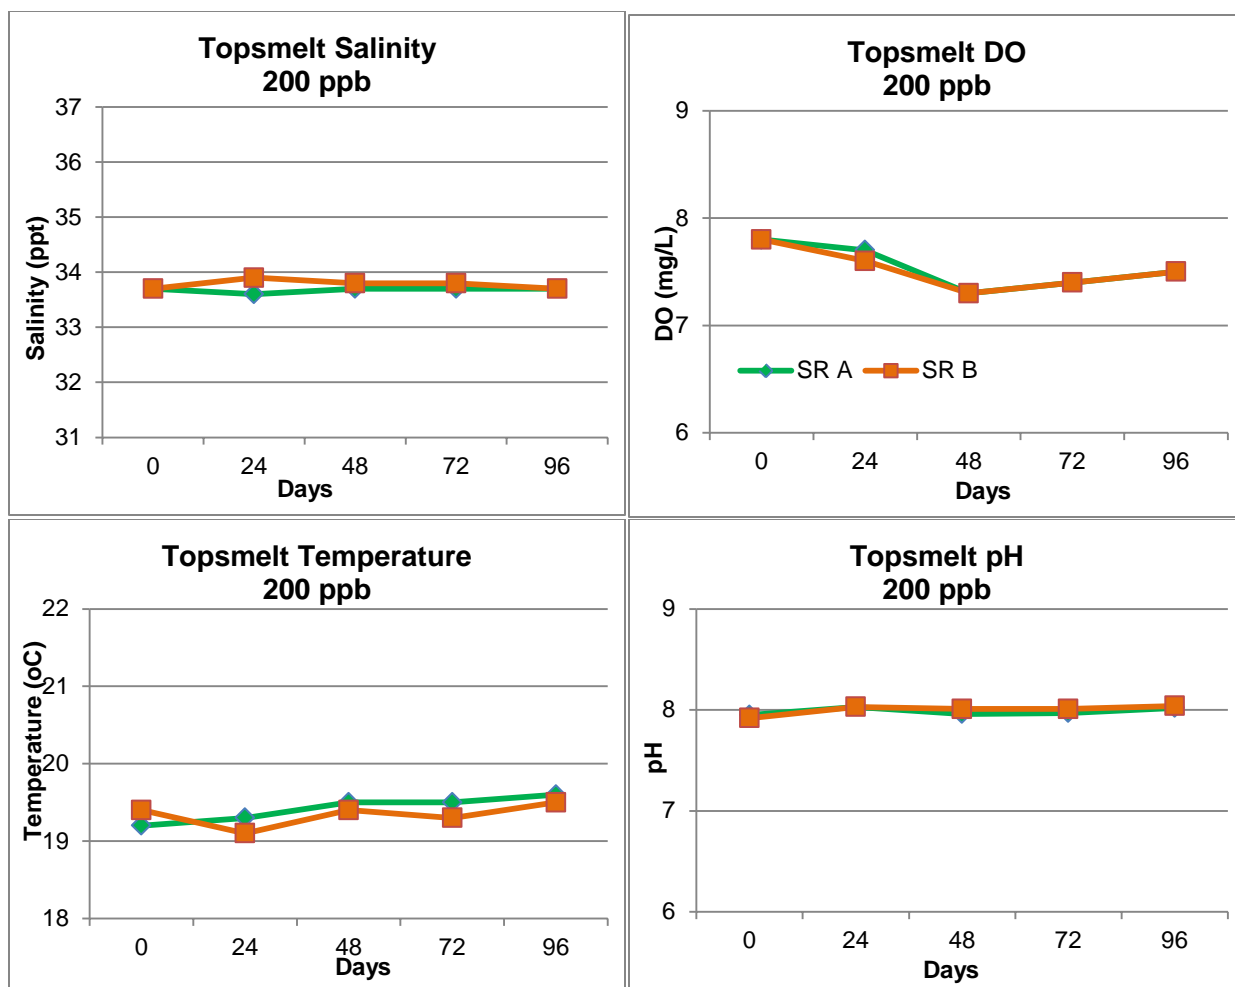 Topsmelt Salinity
200 ppb
37
36
35
34
33
32
31
Salinity (ppt)
0 24 48 72 96
Days
Topsmelt DO
200 ppb
9
8
7
6
DO (mg/L)
SR A SR B
0 24 48 72 96
Days
Topsmelt Temperature
200 ppb
22
21
20
19
18
Temperature (oC)
0 24 48 72 96
Days
Topsmelt pH
200 ppb
9
8
7
6
pH
0 24 48 72 96
Days